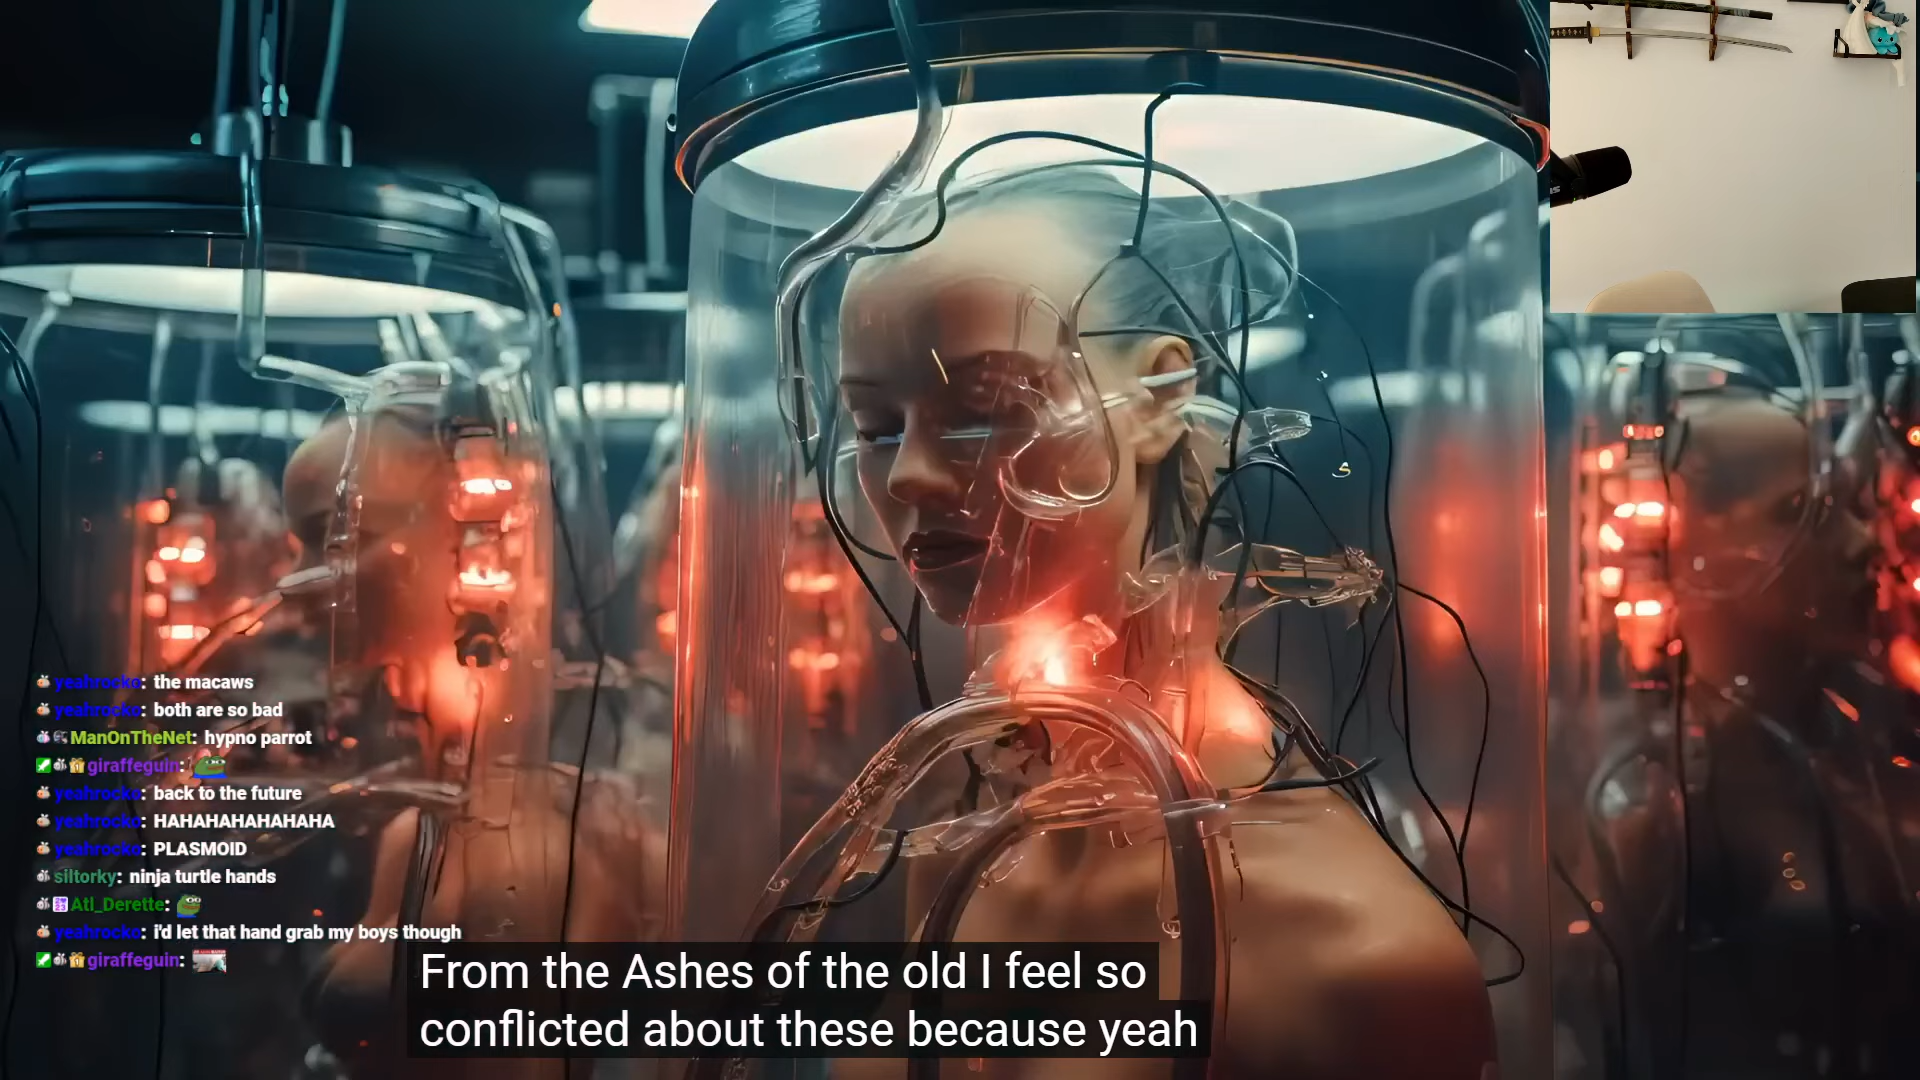 yeahrocko: the macaws
yeahrocko: both are so bad
ManOnTheNet: hypno parrot
giraffeguin:
yeahrocko: back to the future
yeahrocko: HAHAHAHAHAHAHA
yeahrocko: PLASMOID
siltorky: ninja turtle hands
Atl_Derette:
yeahrocko: i'd let that hand grab my boys though
giraffeguin:
From the Ashes of the old I feel so
conflicted about these because yeah